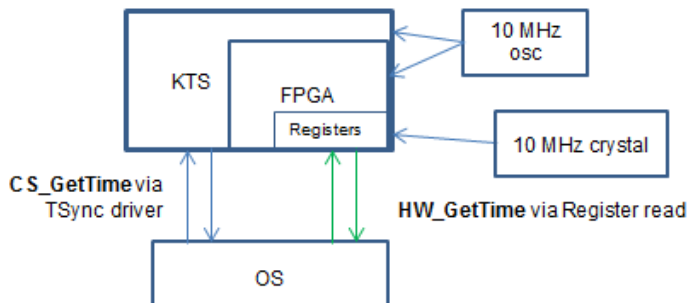 10 MHz
osc
KTS
FPGA
Registers
10 MHz crystal
CS_GetTime via
TSync driver
HW_GetTime via Register read
OS